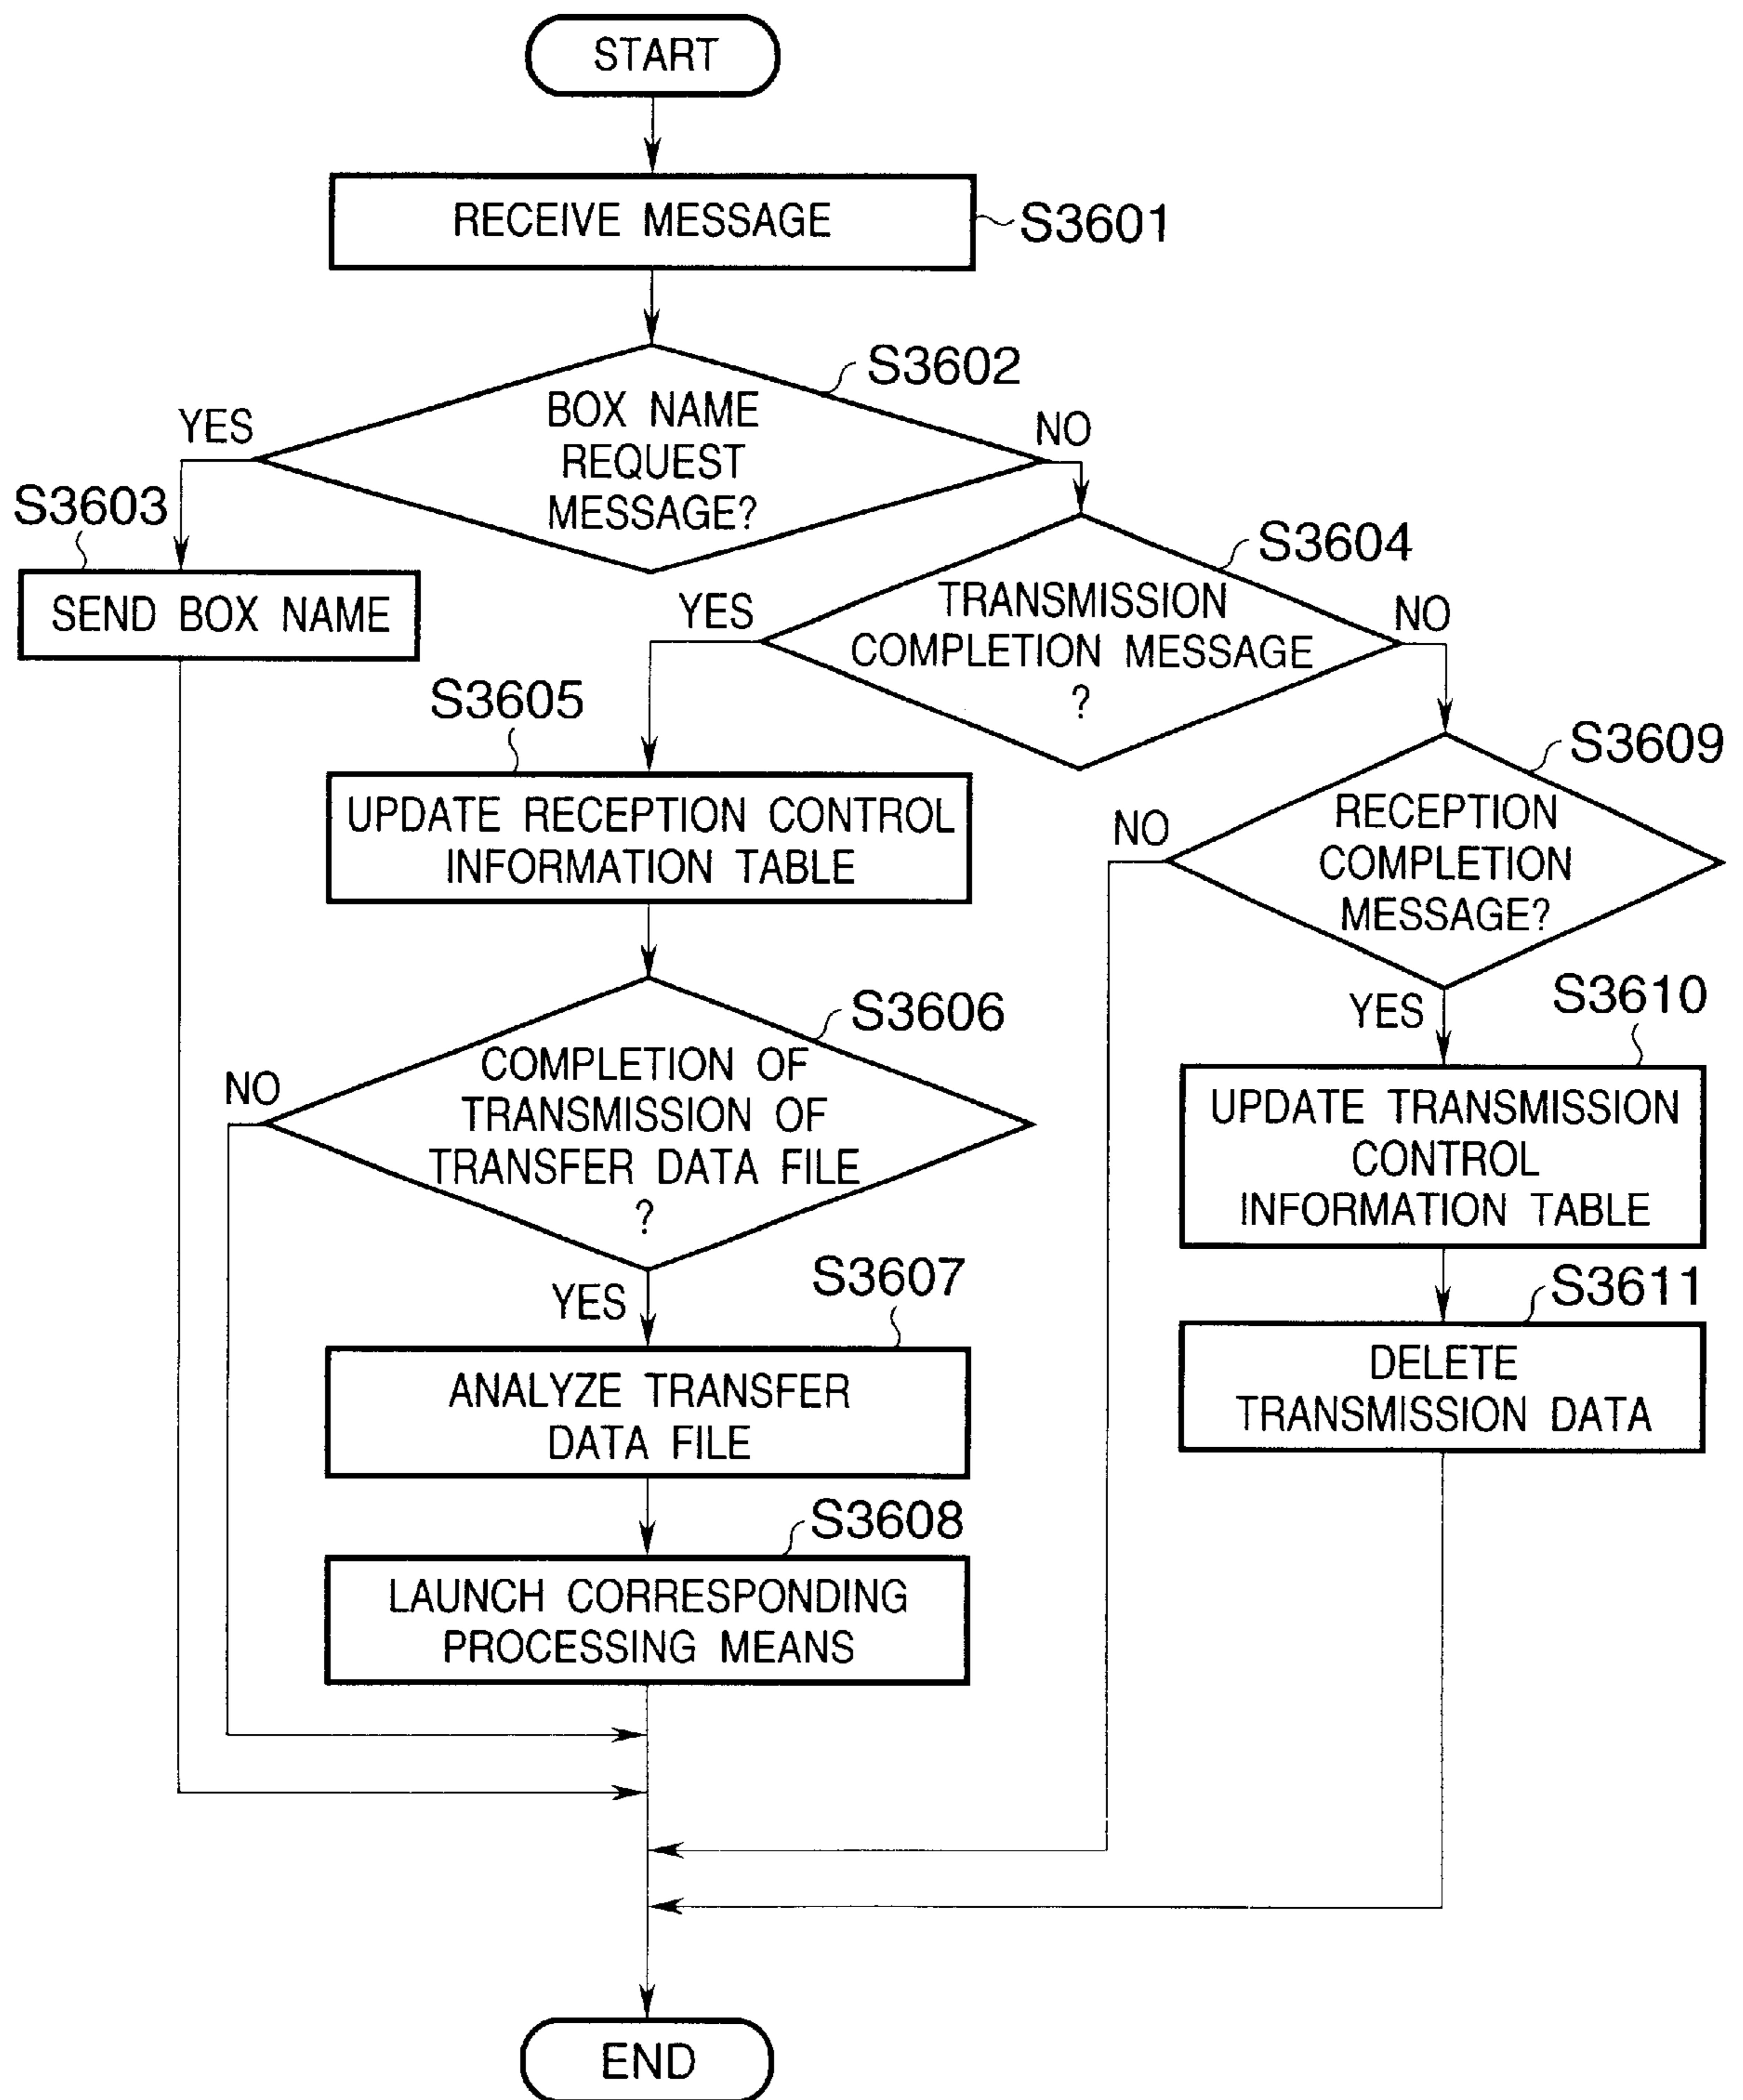 START
RECEIVE MESSAGE
S3601
S3602
BOX NAME
REQUEST
MESSAGE?
YES
NO
S3603
SEND BOX NAME
S3604
TRANSMISSION
COMPLETION MESSAGE
?
YES
NO
S3605
UPDATE RECEPTION CONTROL
INFORMATION TABLE
S3609
RECEPTION
COMPLETION
MESSAGE?
NO
YES
S3606
COMPLETION OF
TRANSMISSION OF
TRANSFER DATA FILE
?
NO
YES
S3610
UPDATE TRANSMISSION
CONTROL
INFORMATION TABLE
S3607
ANALYZE TRANSFER
DATA FILE
S3611
DELETE
TRANSMISSION DATA
S3608
LAUNCH CORRESPONDING
PROCESSING MEANS
END